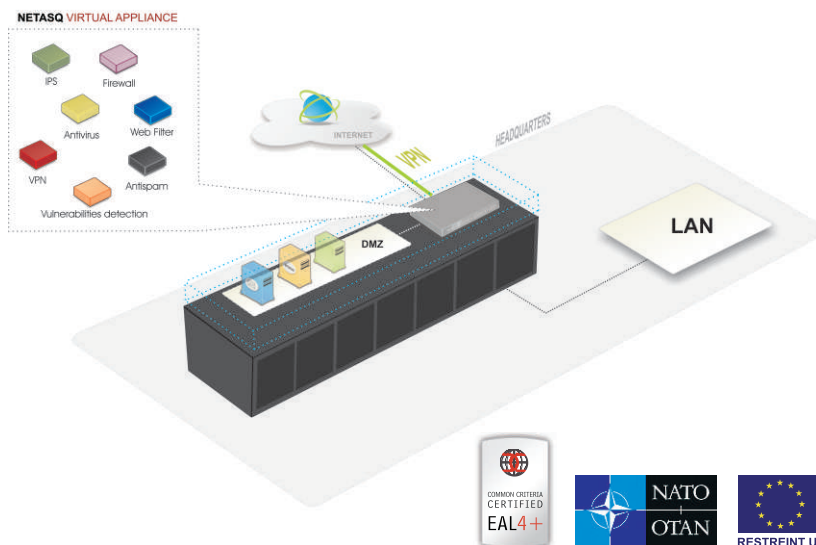 NETASQ VIRTUAL APPLIANCE
IPS
Firewall
Antivirus
Web Filter
VPN
Antispam
Vulnerabilities detection
INTERNET
VPN
HEADQUARTERS
DMZ
LAN
COMMON CRITERIA
CERTIFIED
EAL4+
NATO
OTAN
RESTREINT U